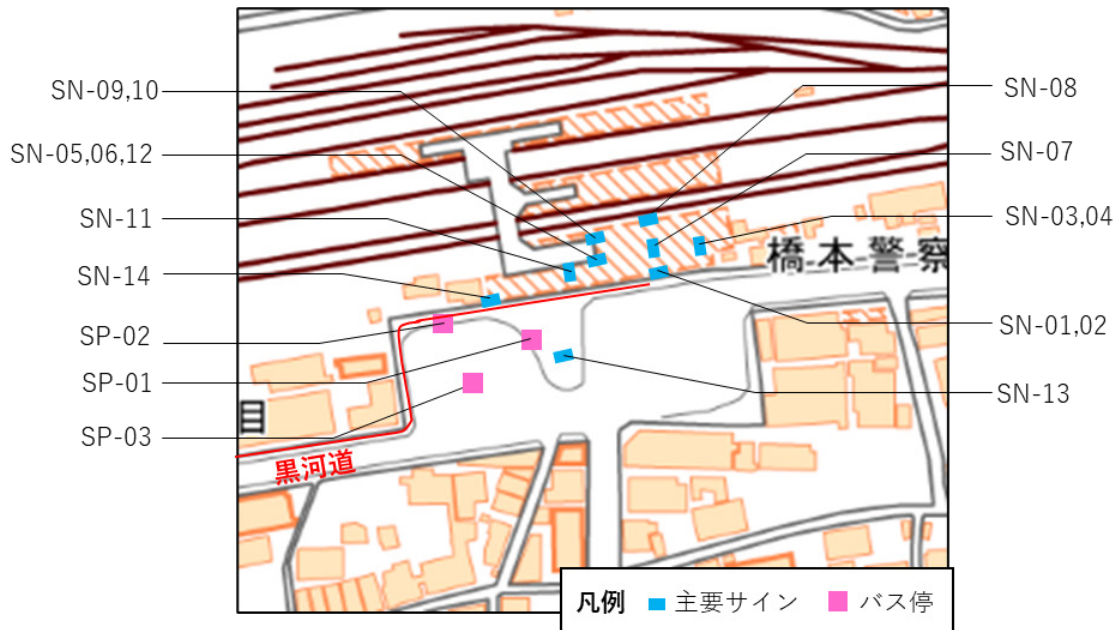 SN-09,10
SN-05,06,12
SN-11
SN-14
SP-02
SP-01
SP-03
SN-08
SN-07
SN-03,04
SN-01,02
SN-13
橋本警察
目
黒河道
凡例 主要サイン バス停